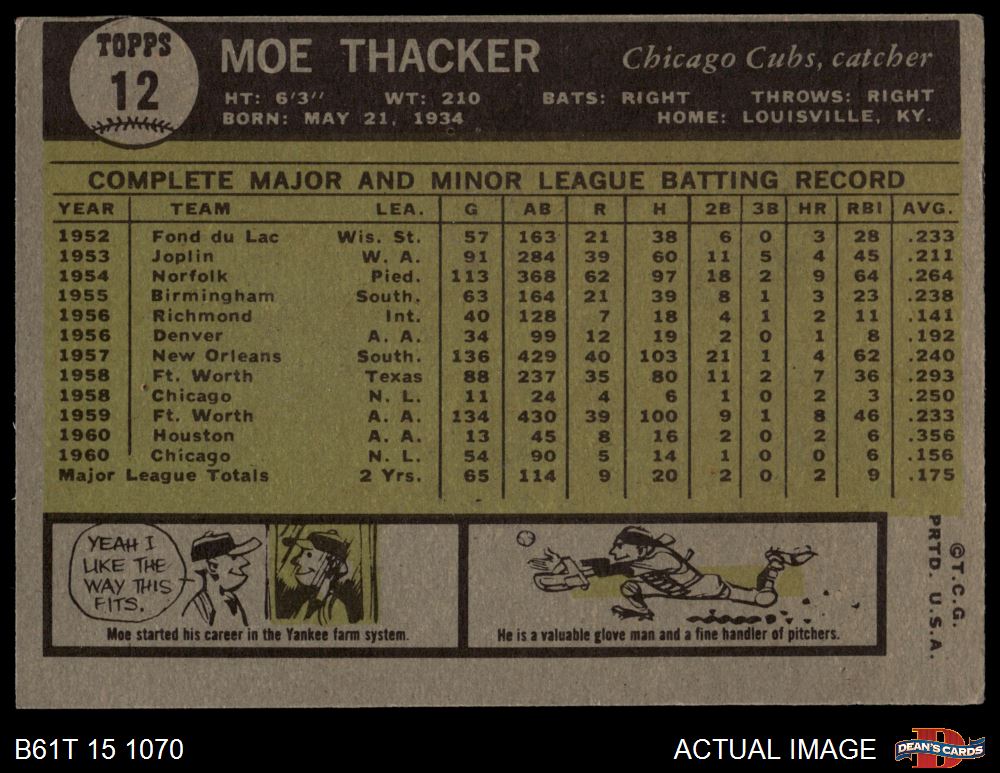 TOPPS
12
MOE THACKER
Chicago Cubs, catcher
HT: 6'3" WT: 210 BATS: RIGHT THROWS: RIGHT
BORN: MAY 21, 1934 HOME: LOUISVILLE, KY.
COMPLETE MAJOR AND MINOR LEAGUE BATTING RECORD
YEAR TEAM LEA. G AB R H 2B 3B HR RBI AVG.
1952 Fond du Lac Wis. St. 57 163 21 38 6 0 3 28 .233
1953 Joplin W. A. 91 284 39 60 11 5 4 45 .211
1954 Norfolk Pied. 113 368 62 97 18 2 9 64 .264
1955 Birmingham South. 63 164 21 39 8 1 3 23 .238
1956 Richmond Int. 40 128 7 18 4 1 2 11 .141
1956 Denver A. A. 34 99 12 19 2 0 1 8 .192
1957 New Orleans South. 136 429 40 103 21 1 4 62 .240
1958 Ft. Worth Texas 88 237 35 80 11 2 7 36 .293
1958 Chicago N. L. 11 24 4 6 1 0 2 3 .250
1959 Ft. Worth A. A. 134 430 39 100 9 1 8 46 .233
1960 Houston A. A. 13 45 8 16 2 0 2 6 .356
1960 Chicago N. L. 54 90 5 14 1 0 0 6 .156
Major League Totals 2 Yrs. 65 114 9 20 2 0 2 9 .175
YEAH I
LIKE THE
WAY THIS
FITS.
Moe started his career in the Yankee farm system.
He is a valuable glove man and a fine handler of pitchers.
©T.C.G.
PRTD. U.S.A.
B61T 15 1070
ACTUAL IMAGE
D
DEAN'S CARDS